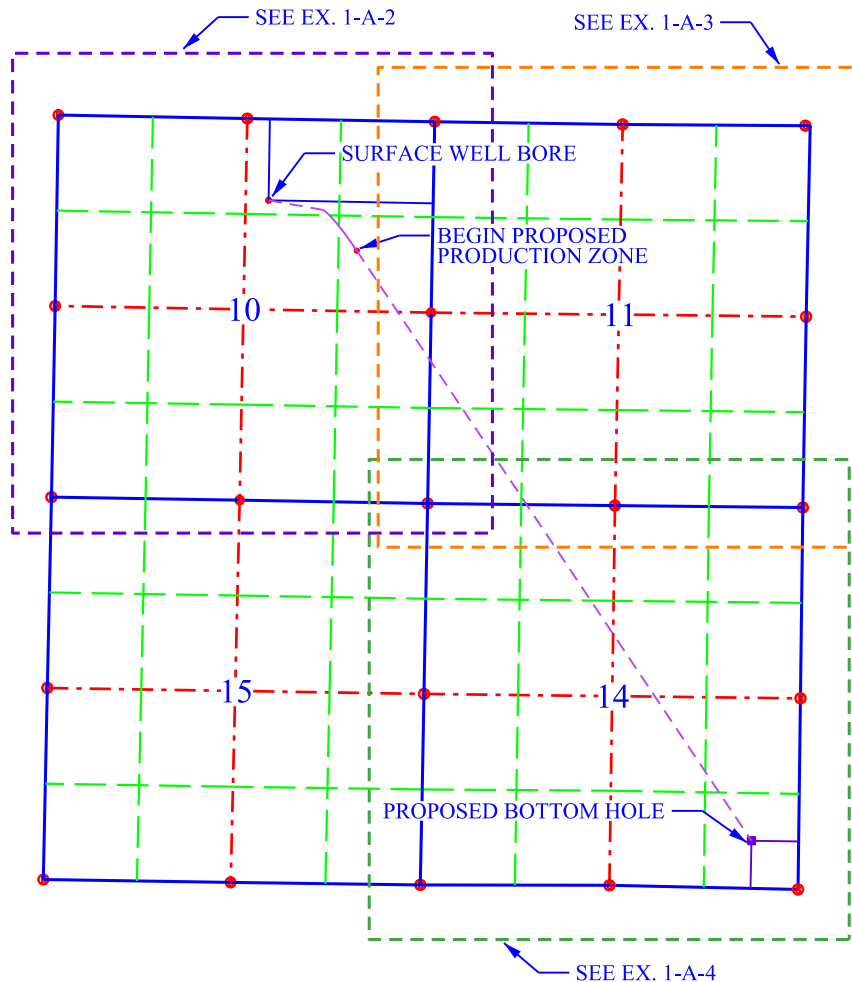 SEE EX. 1-A-2
SEE EX. 1-A-3
SURFACE WELL BORE
BEGIN PROPOSED
PRODUCTION ZONE
10
11
15
14
PROPOSED BOTTOM HOLE
SEE EX. 1-A-4